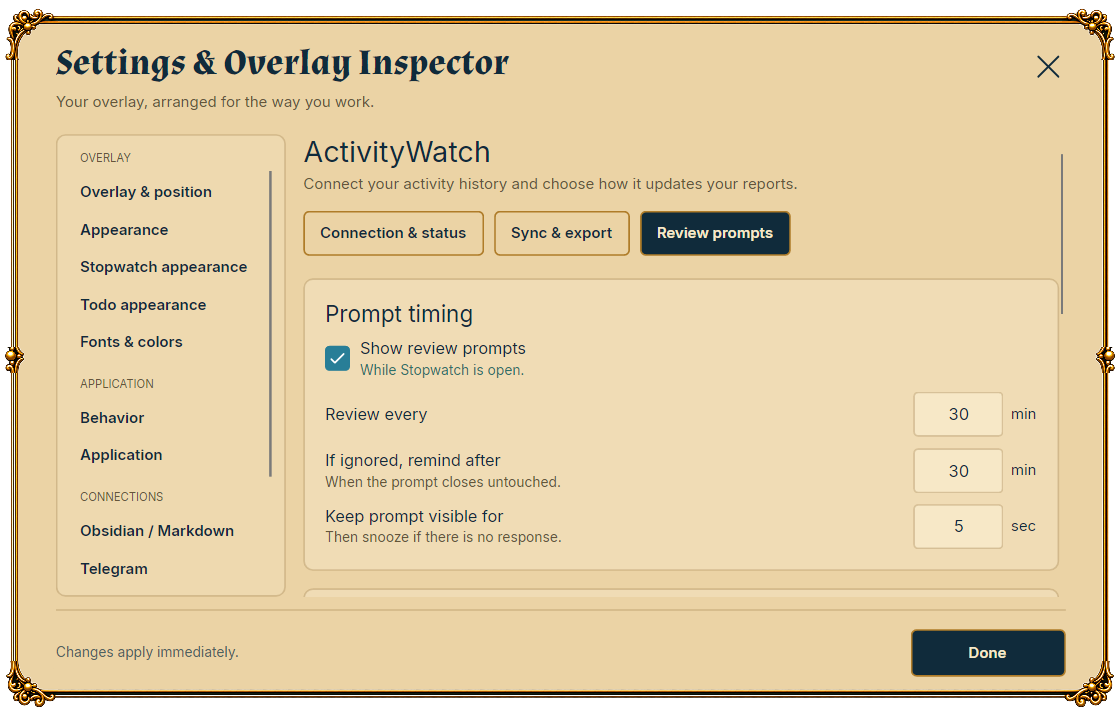 Settings & Overlay Inspector
Your overlay, arranged for the way you work.
OVERLAY
Overlay & position
Appearance
Stopwatch appearance
Todo appearance
Fonts & colors
APPLICATION
Behavior
Application
CONNECTIONS
Obsidian / Markdown
Telegram
ActivityWatch
Connect your activity history and choose how it updates your reports.
Connection & status
Sync & export
Review prompts
Prompt timing
Show review prompts
While Stopwatch is open.
Review every
30 min
If ignored, remind after
When the prompt closes untouched.
30 min
Keep prompt visible for
Then snooze if there is no response.
5 sec
Changes apply immediately.
Done